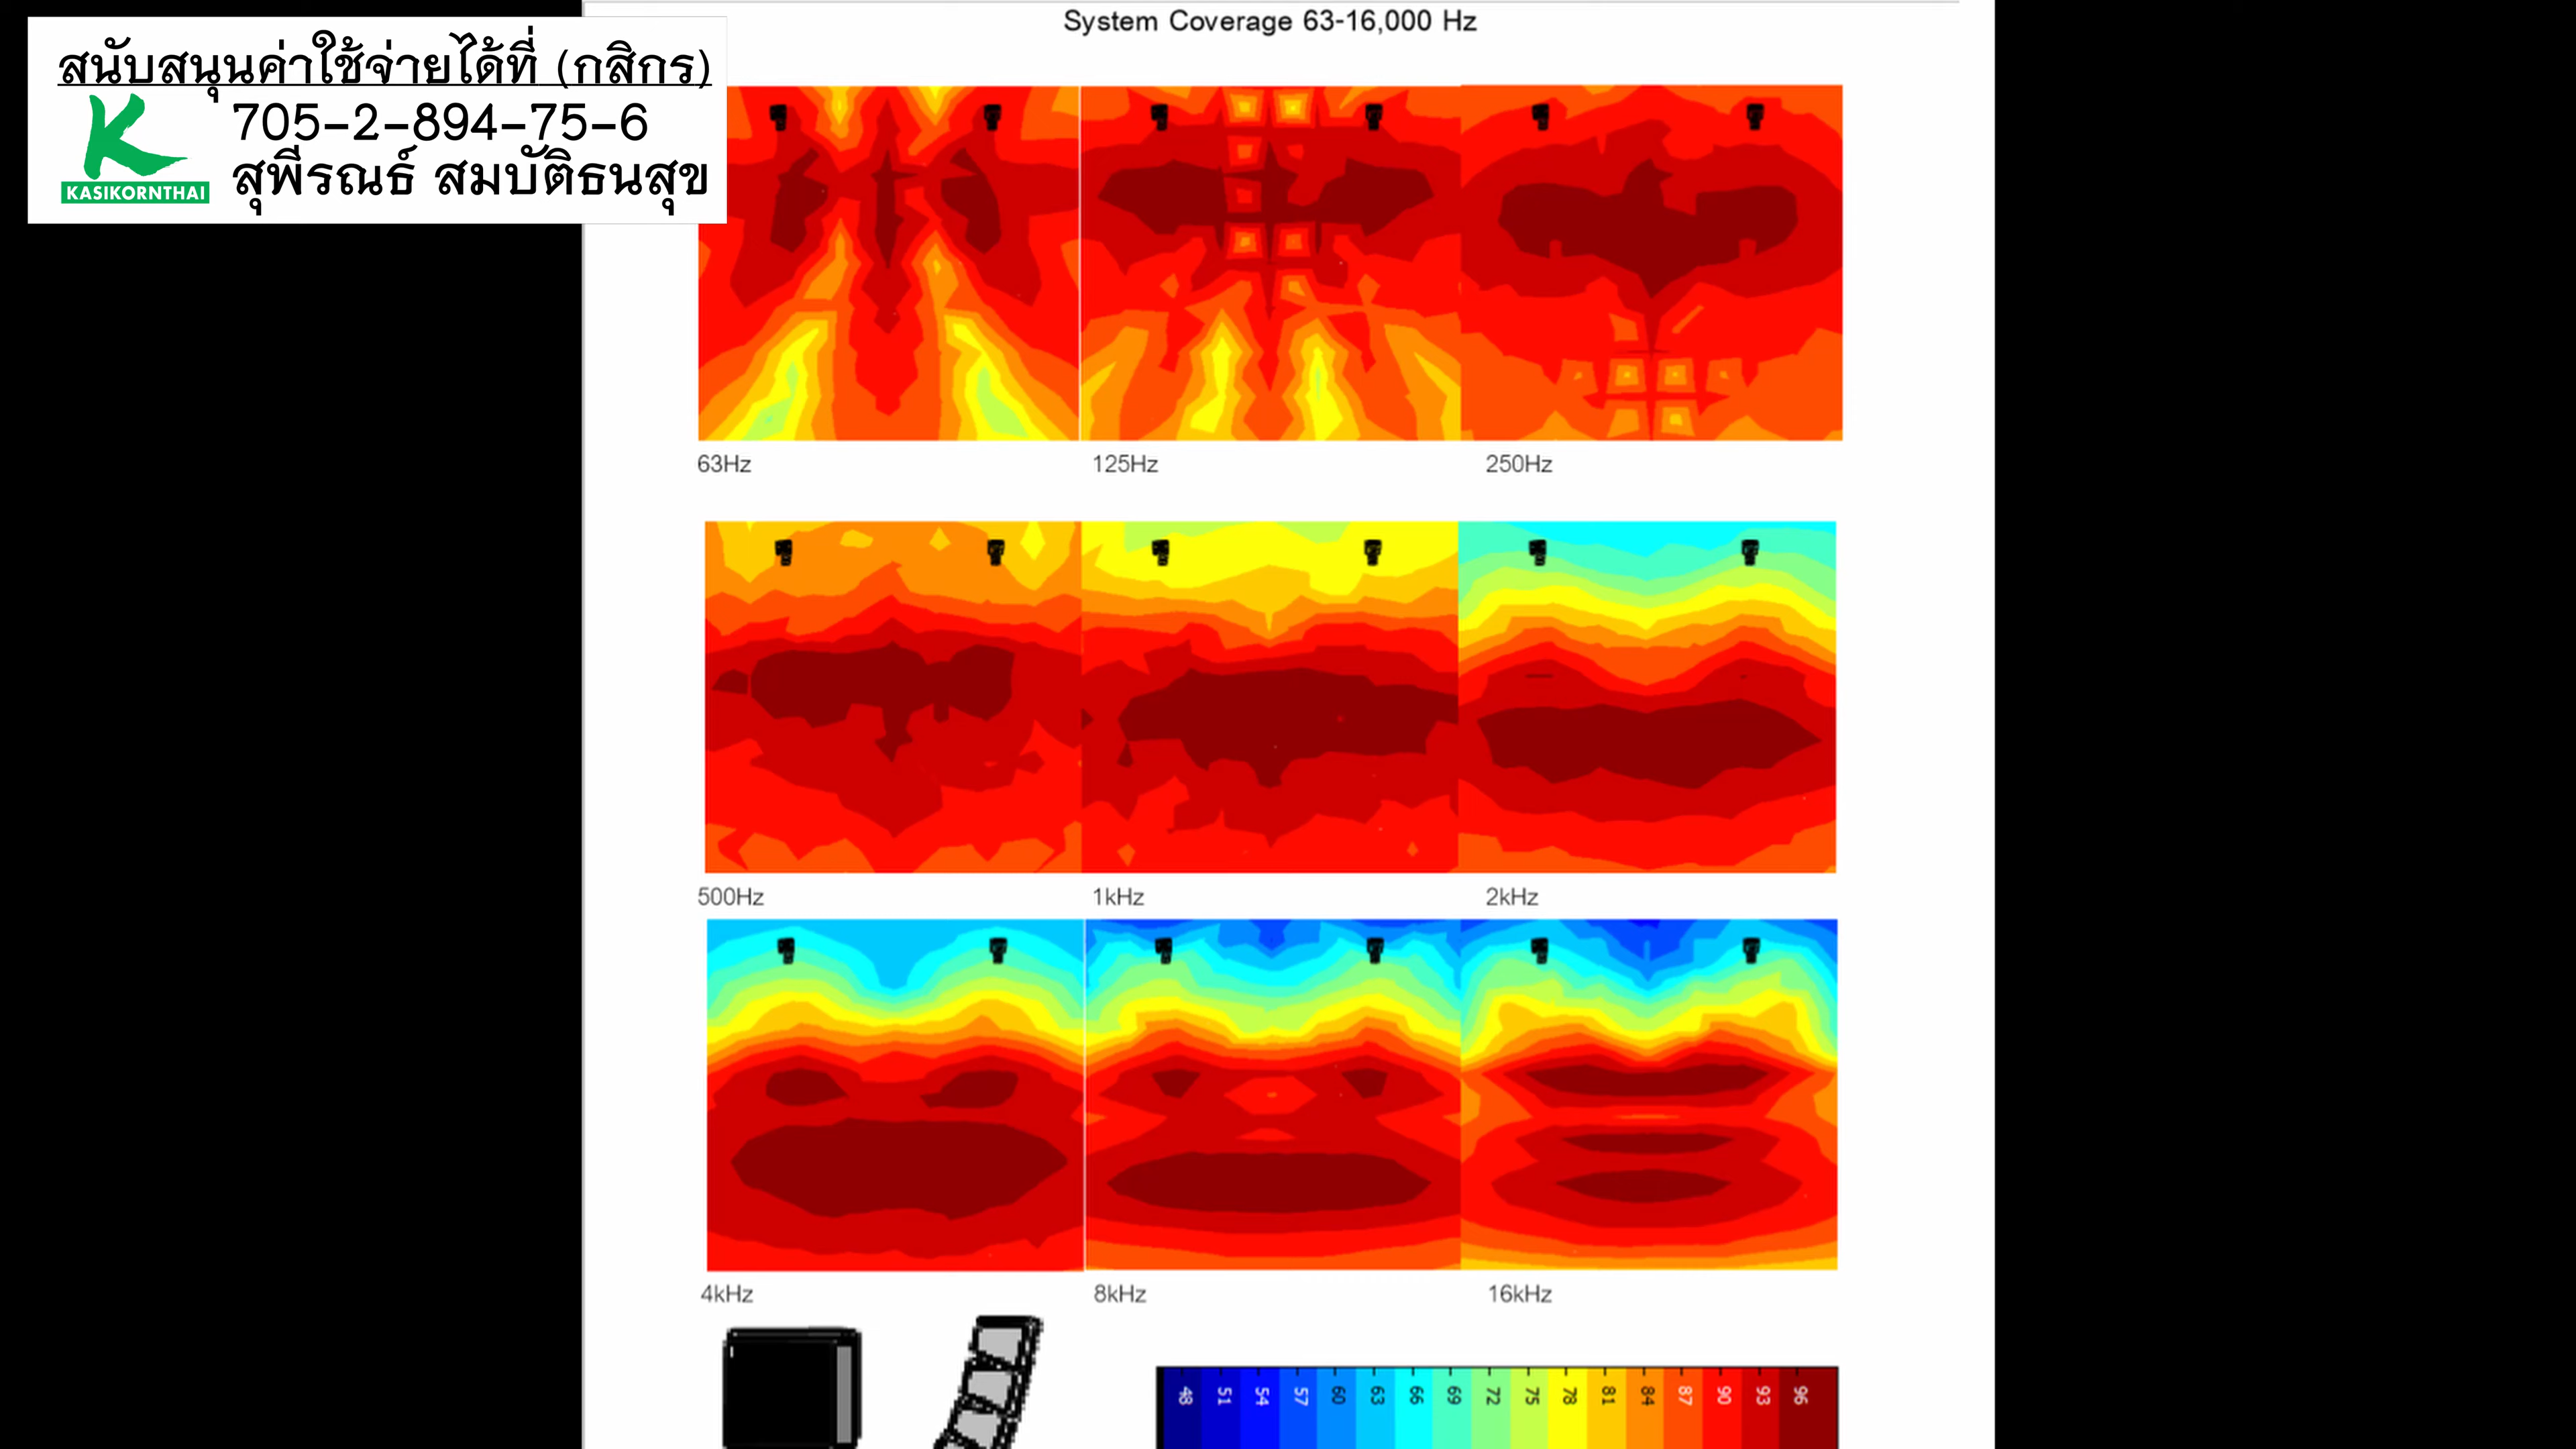 System Coverage 63-16,000 Hz
สนับสนุนค่าใช้จ่ายได้ที่ (กสิกร)
705-2-894-75-6
สุพีรณธ์ สมบัติธนสุข
KASIKORNTHAI
63Hz
125Hz
250Hz
500Hz
1kHz
2kHz
4kHz
8kHz
16kHz
48 51 54 57 60 63 66 69 72 75 78 81 84 87 90 93 96